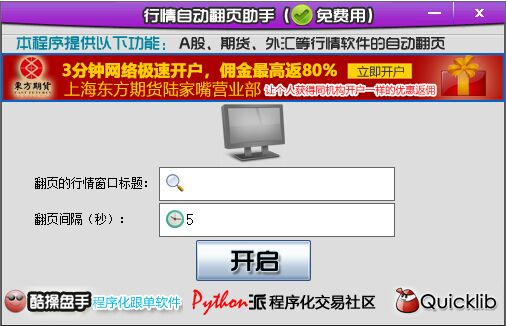 行情自动翻页助手（免费用）
本程序提供以下功能：A股、期货、外汇等行情软件的自动翻页
東方期貨
3分钟网络极速开户，佣金最高返80% 立即开户
上海东方期货陆家嘴营业部 让个人获得同机构开户一样的优惠返佣
翻页的行情窗口标题：
翻页间隔（秒）： 5
开启
酷操盘手 程序化跟单软件 Python派 程序化交易社区 Quicklib